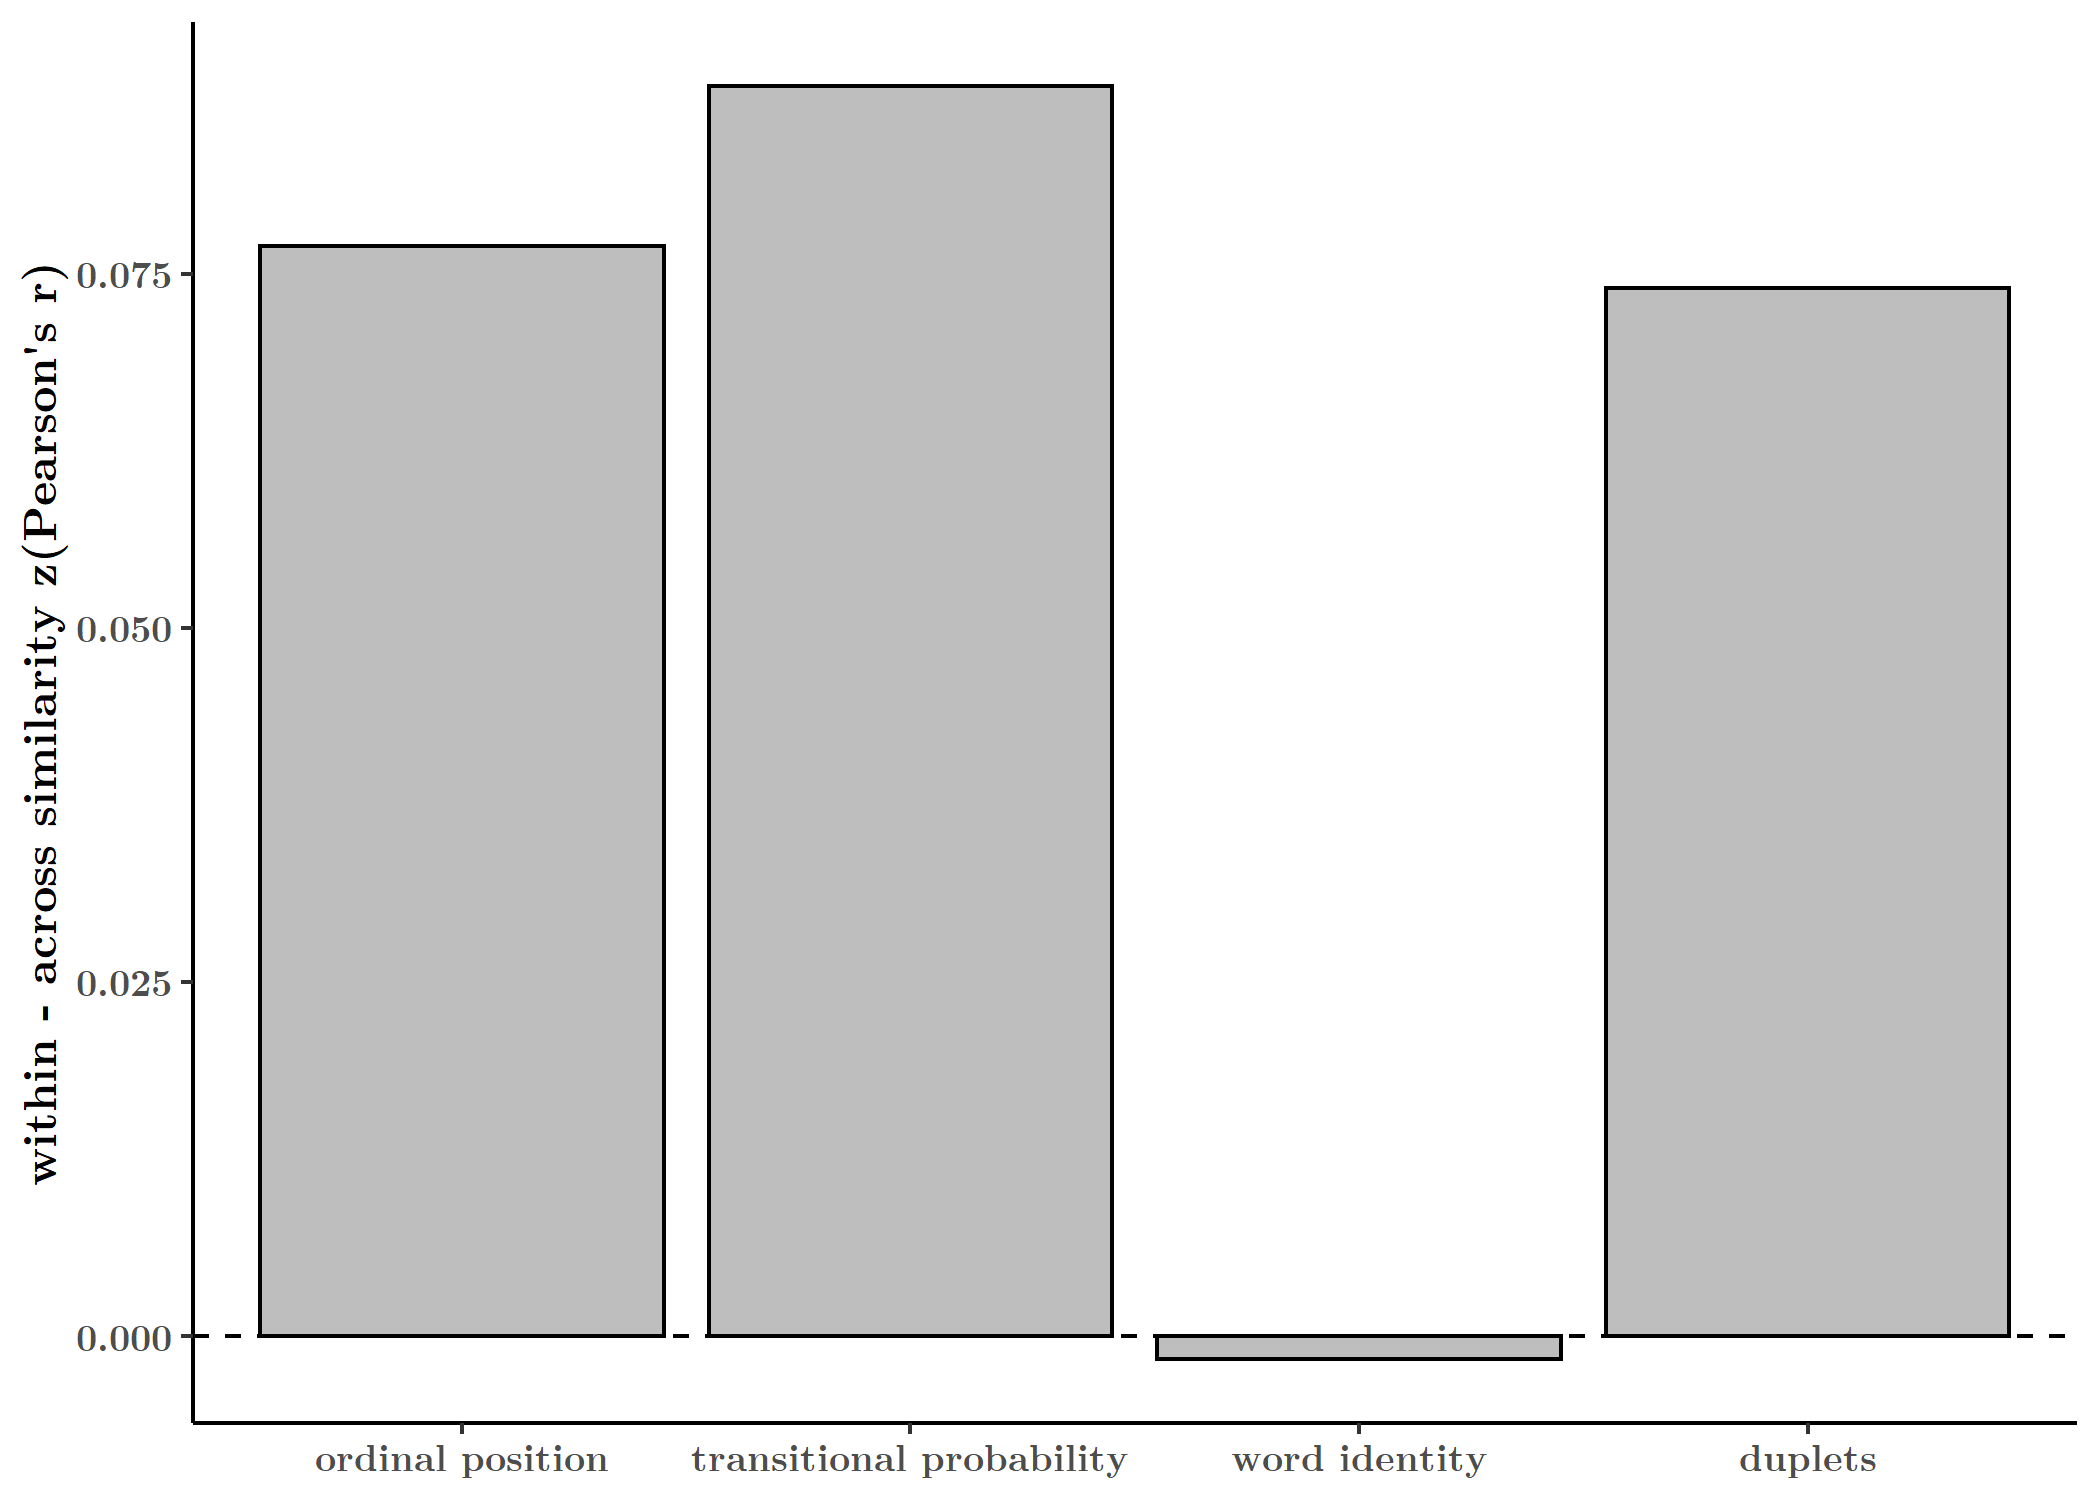 within - across similarity z(Pearson's r)
0.075
0.050
0.025
0.000
ordinal position
transitional probability
word identity
duplets